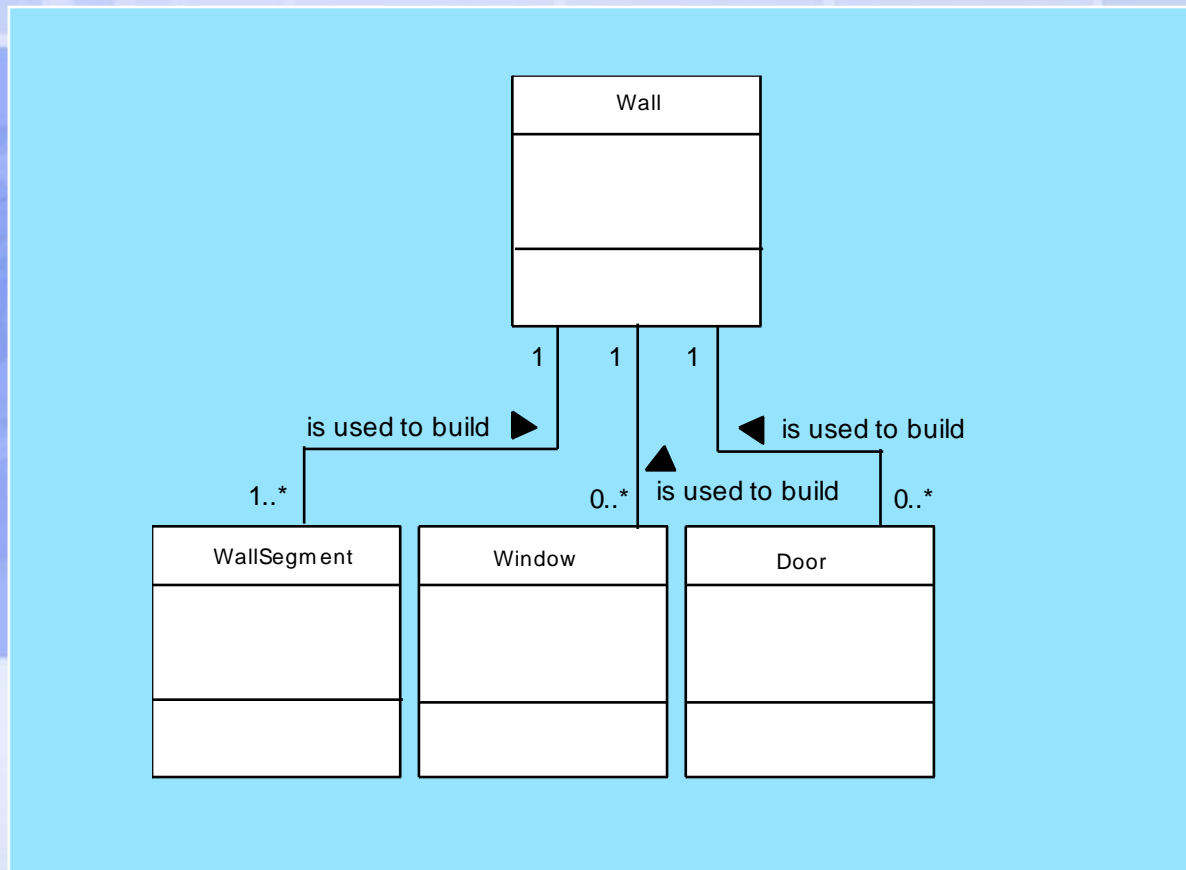 Wall
1 1 1
is used to build
is used to build
is used to build
1..*
0..*
0..*
WallSegment
Window
Door